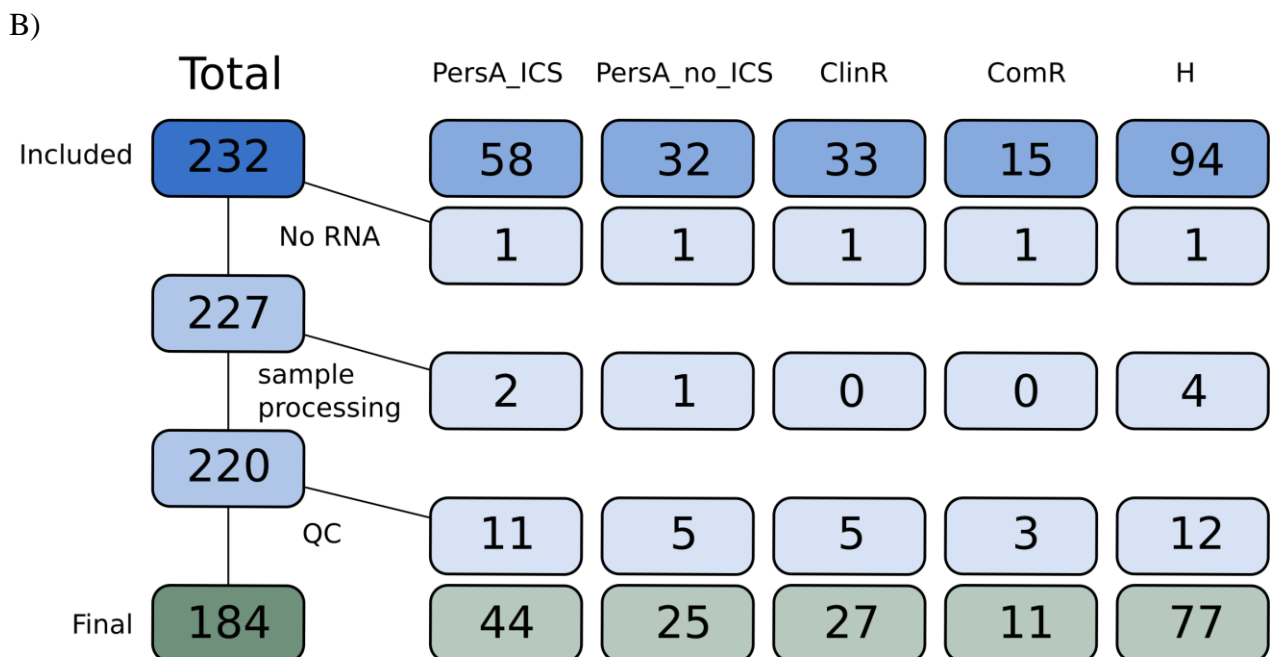 B)
Total PersA_ICS PersA_no_ICS ClinR ComR H
Included 232 58 32 33 15 94
No RNA 1 1 1 1 1
227
sample
processing 2 1 0 0 4
220
QC 11 5 5 3 12
Final 184 44 25 27 11 77